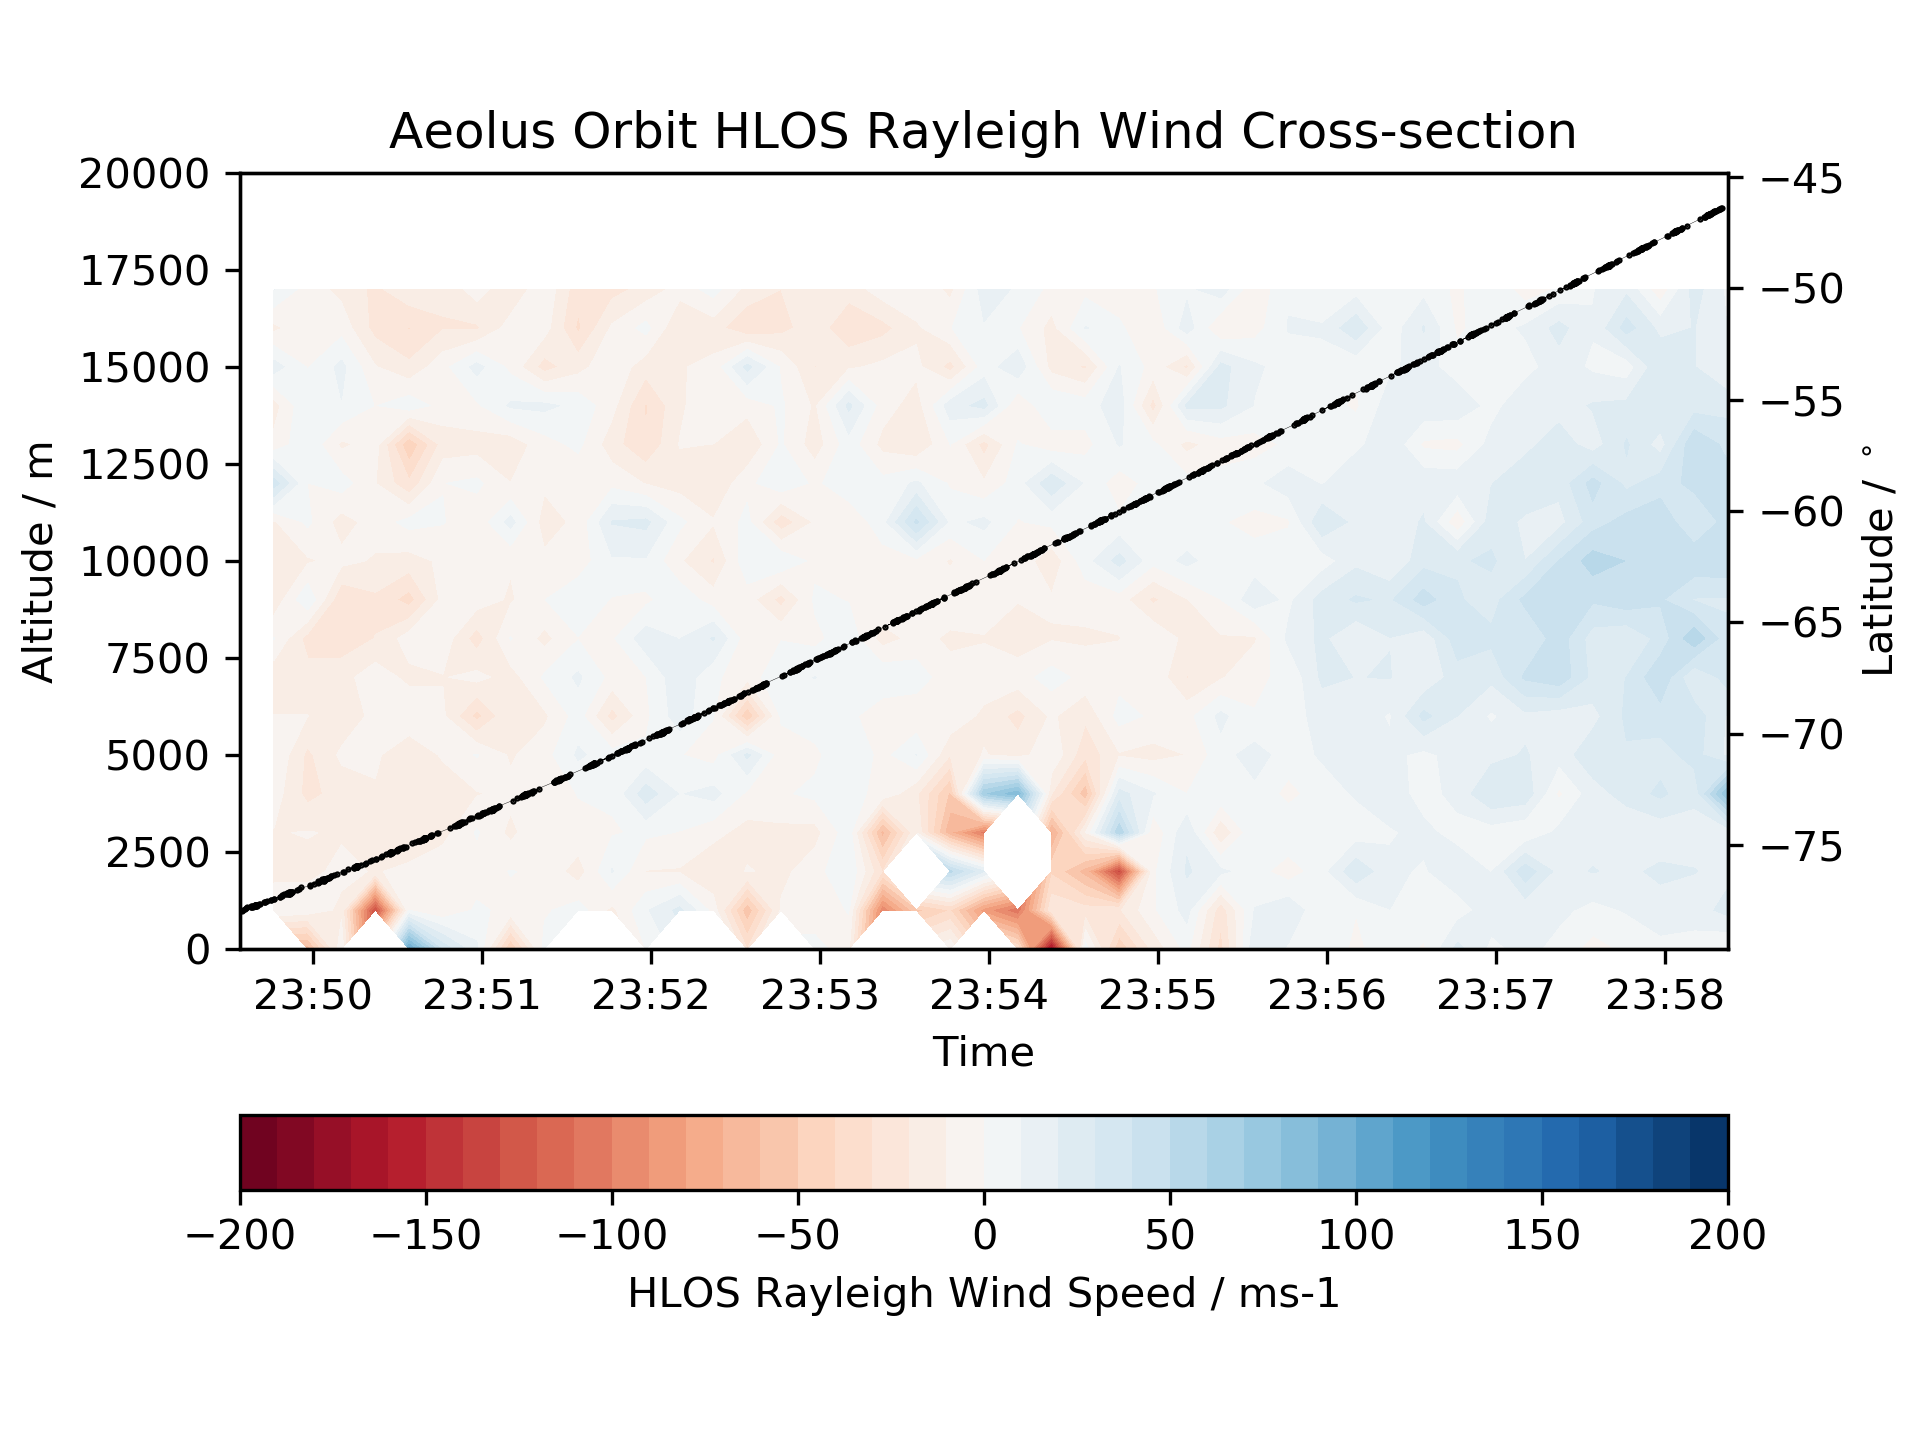 Aeolus Orbit HLOS Rayleigh Wind Cross-section
20000
17500
15000
12500
10000
7500
5000
2500
0
Altitude / m
−45
−50
−55
−60
−65
−70
−75
Latitude / °
23:50 23:51 23:52 23:53 23:54 23:55 23:56 23:57 23:58
Time
−200 −150 −100 −50 0 50 100 150 200
HLOS Rayleigh Wind Speed / ms-1